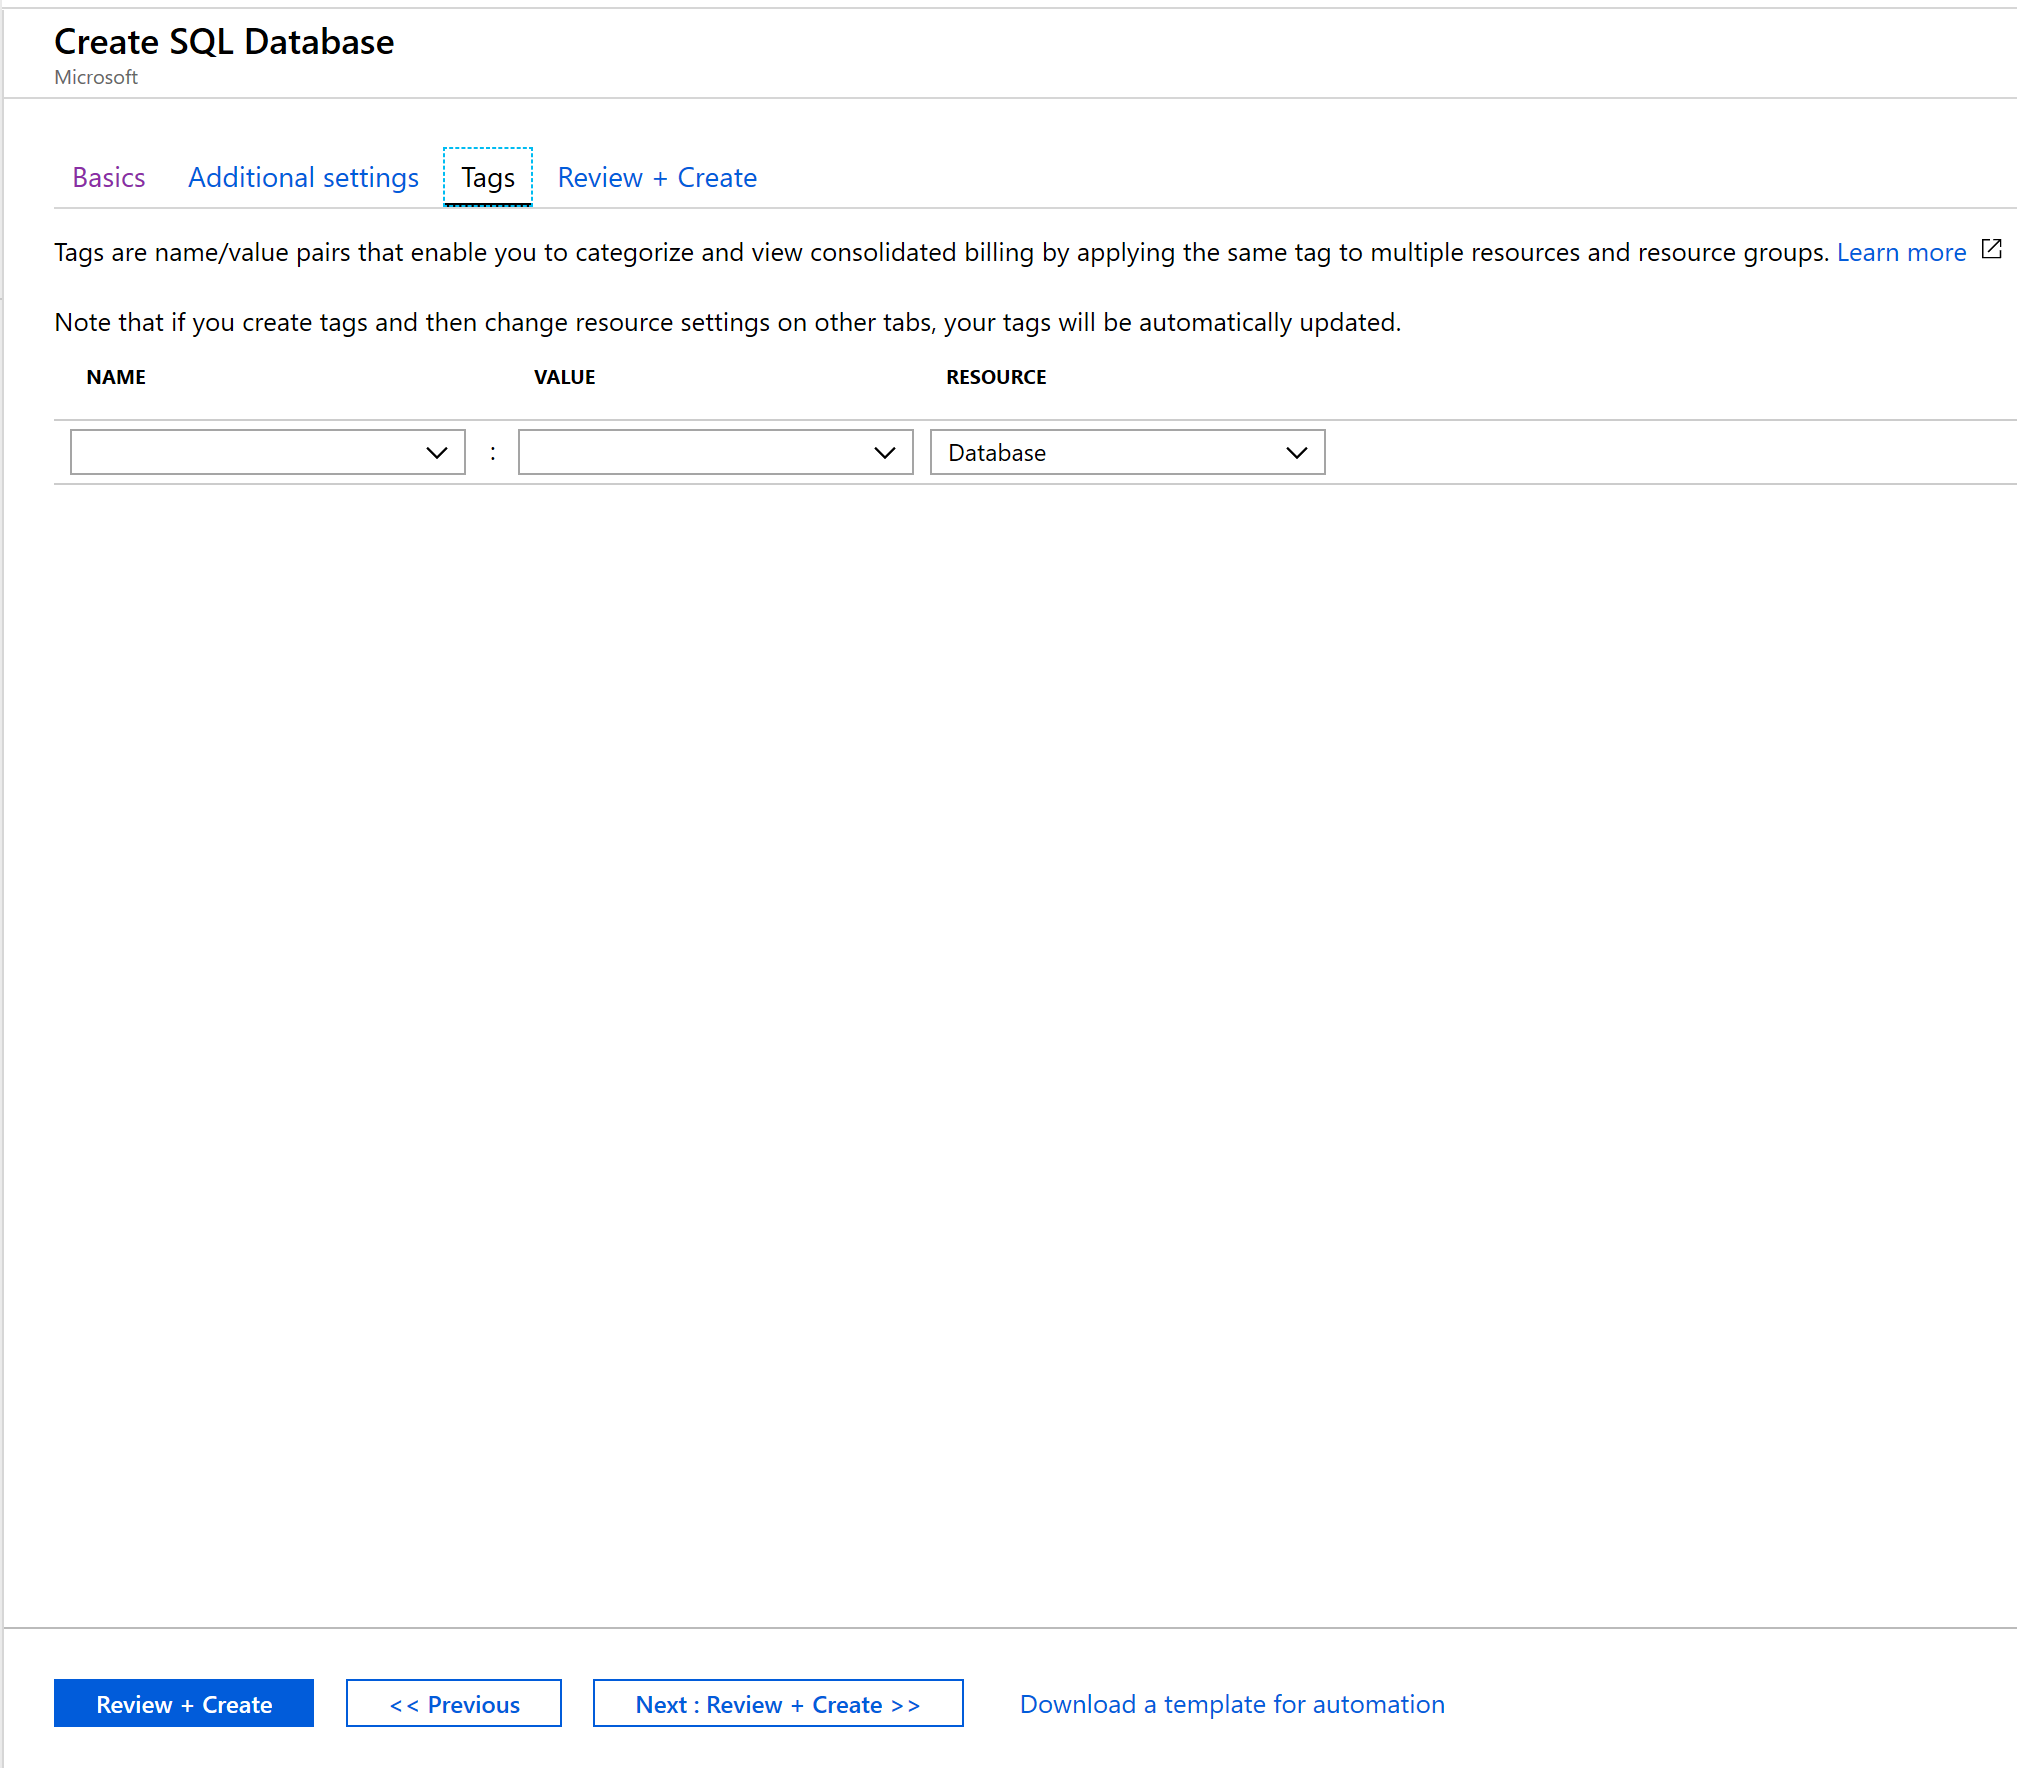 Create SQL Database
Microsoft
Basics Additional settings Tags Review + Create
Tags are name/value pairs that enable you to categorize and view consolidated billing by applying the same tag to multiple resources and resource groups. Learn more
Note that if you create tags and then change resource settings on other tabs, your tags will be automatically updated.
NAME VALUE RESOURCE
: Database
Review + Create << Previous Next : Review + Create >> Download a template for automation